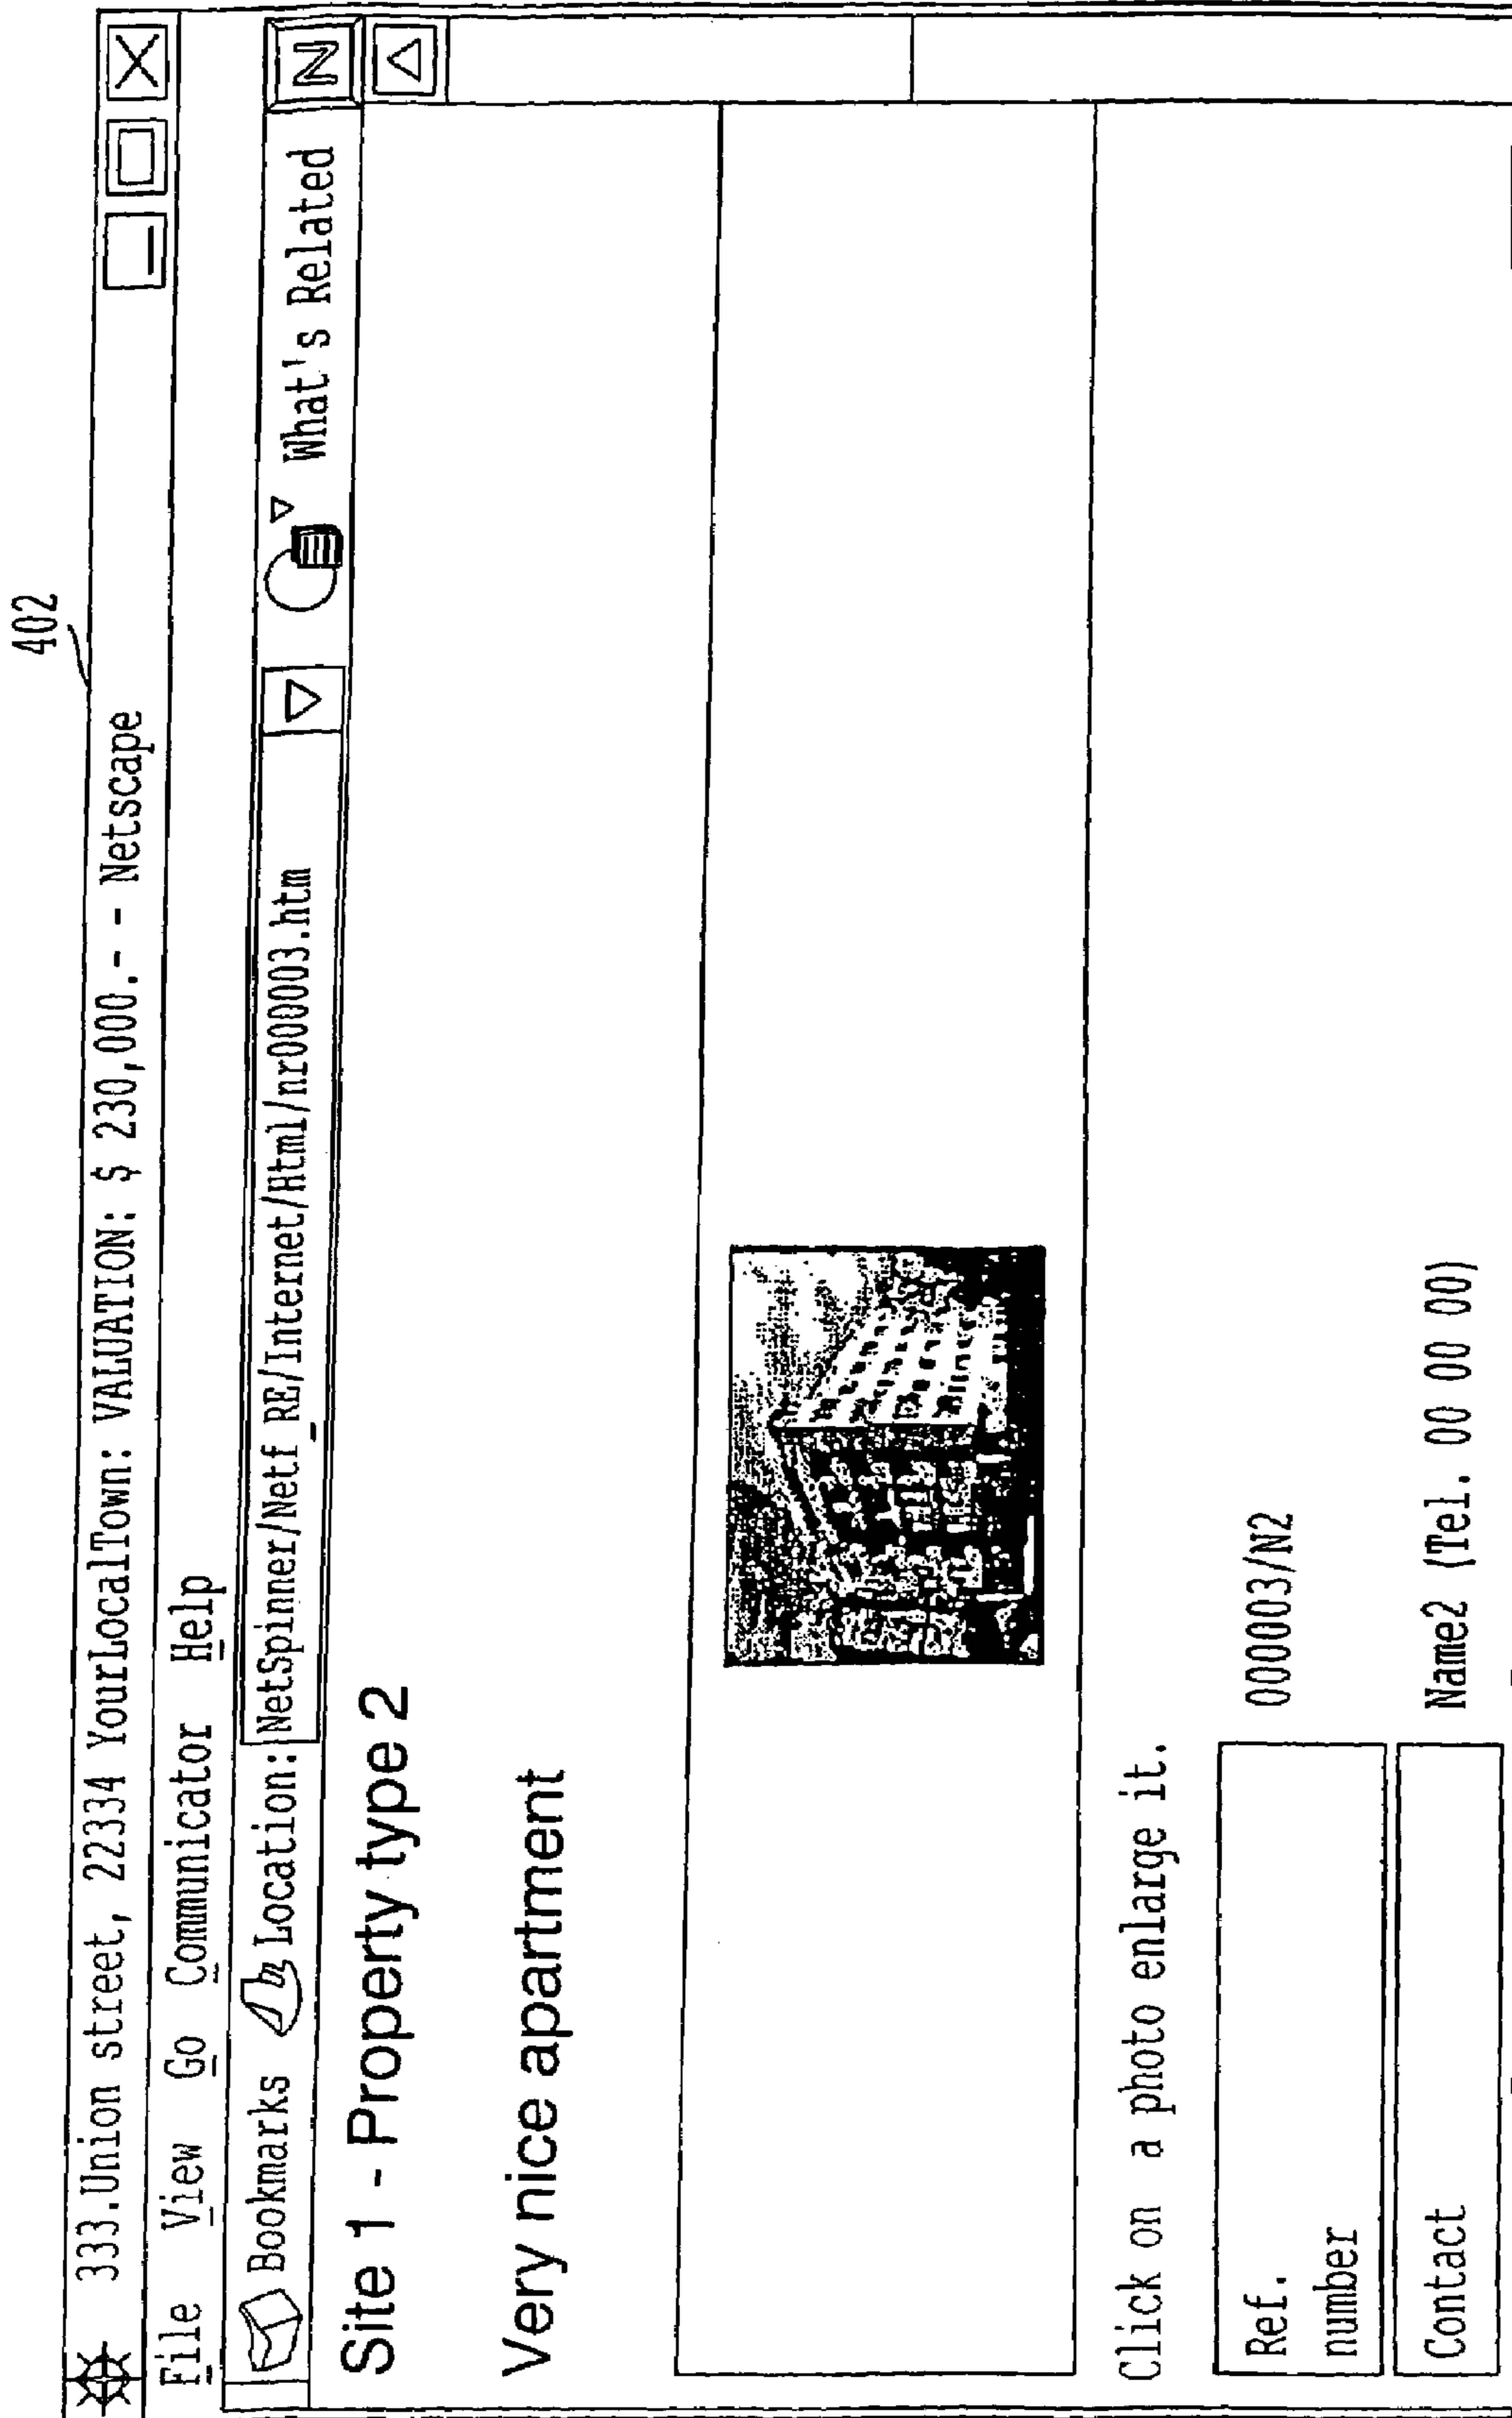 402
333.Union street, 22334 YourLocalTown: VALUATION: $ 230,000.- - Netscape
File View Go Communicator Help
Bookmarks Location: NetSpinner/Netf_RE/Internet/Html/nr000003.htm What's Related N
Site 1 - Property type 2
Very nice apartment
Click on a photo enlarge it.
Ref. 000003/N2
number
Contact Name2 (Tel. 00 00 00)